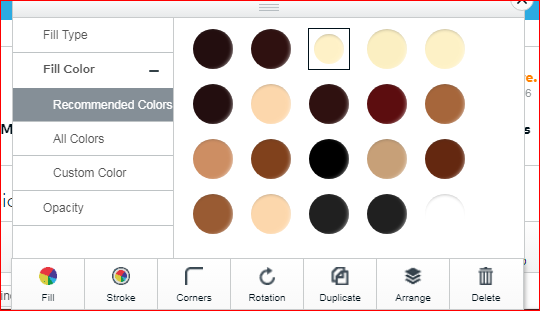 Fill Type
Fill Color
Recommended Colors
All Colors
Custom Color
Opacity
Fill
Stroke
Corners
Rotation
Duplicate
Arrange
Delete